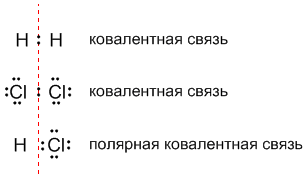 H : H ковалентная связь
:Cl : Cl: ковалентная связь
H :Cl: полярная ковалентная связь